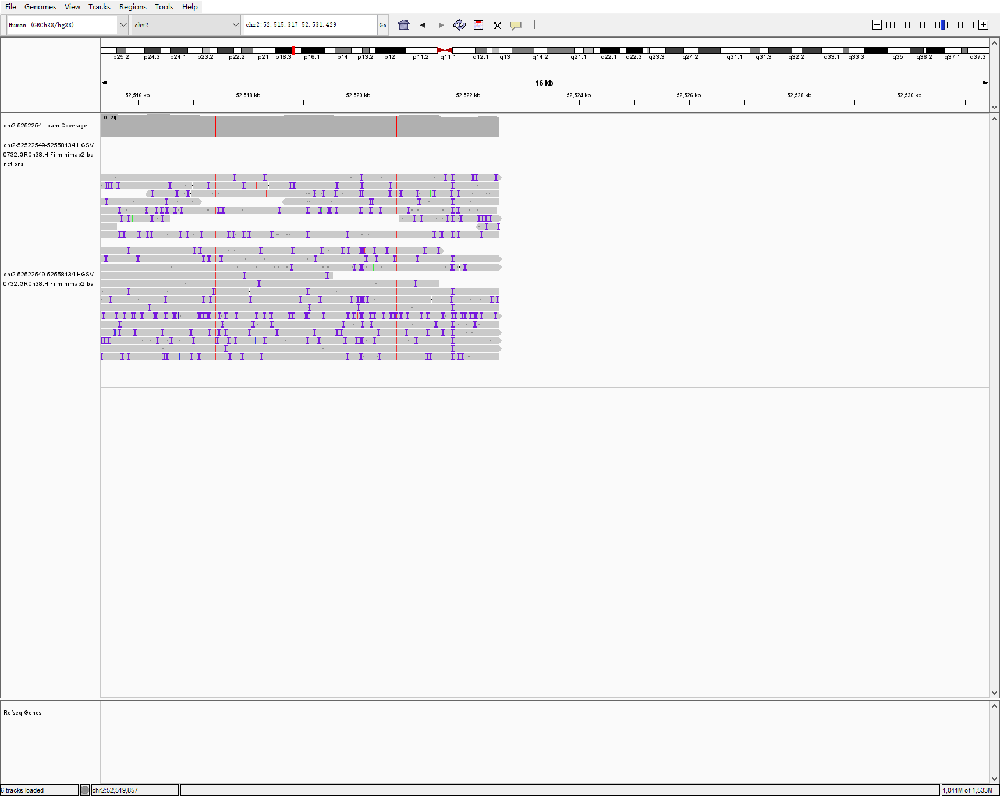 File Genomes View Tracks Regions Tools Help
Human (GRCh38/hg38) chr2 chr2:52,515,317-52,531,429 Go
p25.2 p24.3 p24.1 p23.2 p22.2 p21 p16.3 p16.1 p14 p13.2 p12 p11.2 q11.1 q12.1 q13 q14.2 q21.1 q22.1 q22.3 q23.3 q24.2 q31.1 q31.3 q32.2 q33.1 q33.3 q35 q36.2 q37.1 q37.3
16 kb
52,516 kb 52,518 kb 52,520 kb 52,522 kb 52,524 kb 52,526 kb 52,528 kb 52,530 kb
[0-21]
chr2-5252254...bam Coverage
chr2-52522549-52558134.HGSV
0732.GRCh38.HiFi.minimap2.ba
nctions
chr2-52522549-52558134.HGSV
0732.GRCh38.HiFi.minimap2.ba
Refseq Genes
6 tracks loaded chr2:52,519,857 1,041M of 1,533M